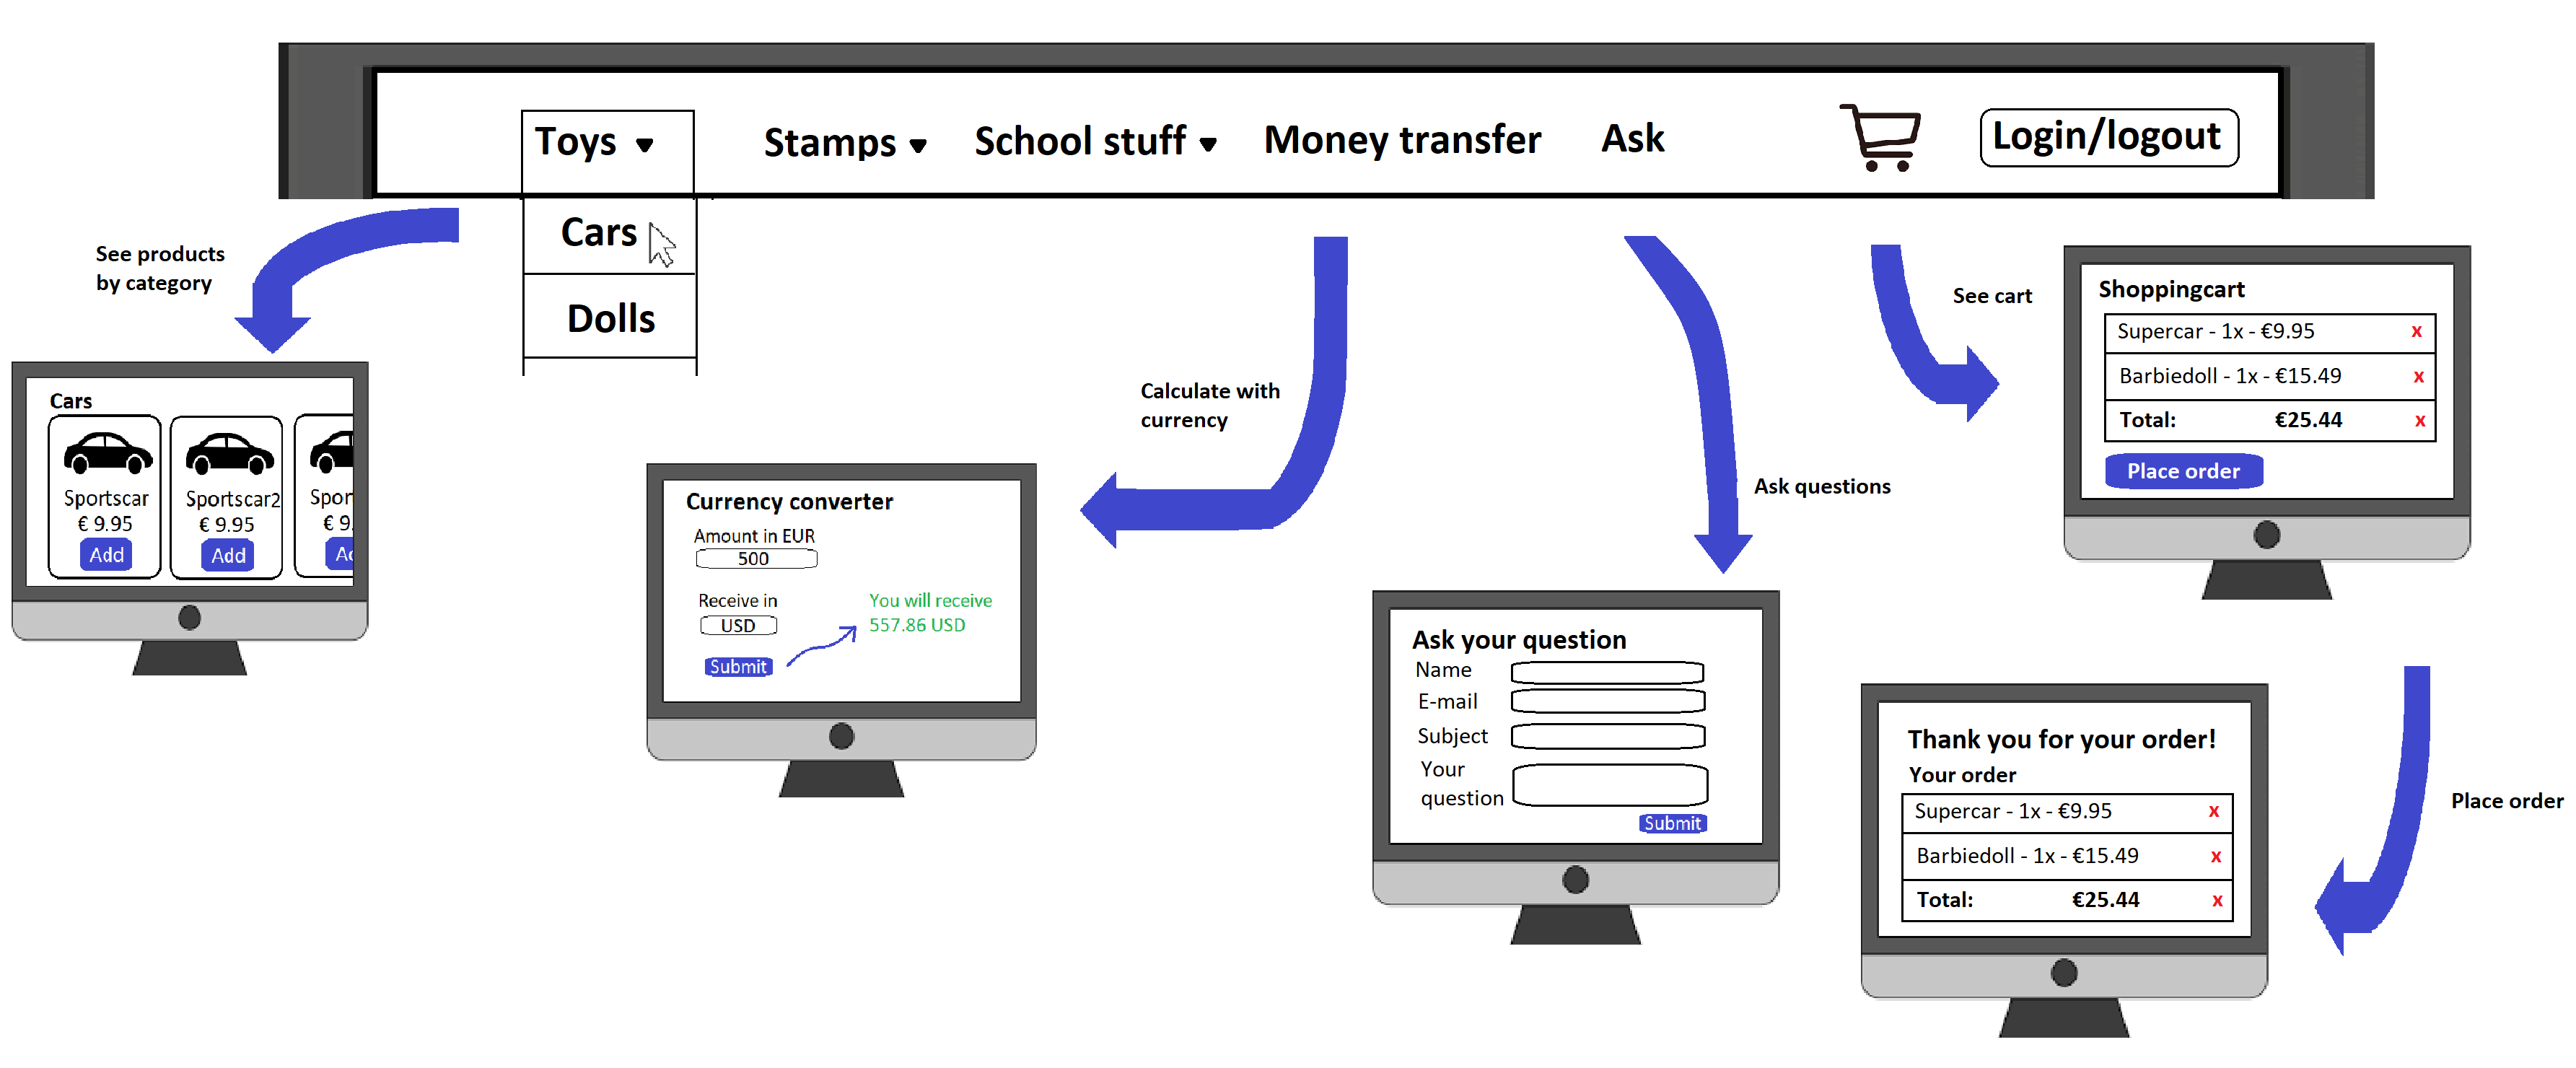 Toys
Stamps
School stuff
Money transfer
Ask
Login/logout
Cars
Dolls
See products
by category
Cars
Sportscar
€ 9.95
Add
Sportscar2
€ 9.95
Add
Spor
€ 9.
Ac
Calculate with
currency
Currency converter
Amount in EUR
500
Receive in
USD
Submit
You will receive
557.86 USD
Ask questions
Ask your question
Name
E-mail
Subject
Your
question
Submit
See cart
Shoppingcart
Supercar - 1x - €9.95 x
Barbiedoll - 1x - €15.49 x
Total: €25.44 x
Place order
Place order
Thank you for your order!
Your order
Supercar - 1x - €9.95 x
Barbiedoll - 1x - €15.49 x
Total: €25.44 x